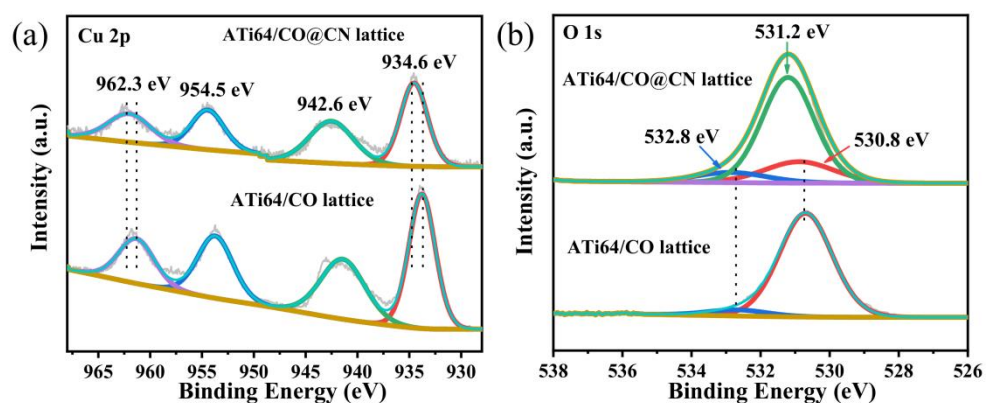 (a)
Cu 2p
ATi64/CO@CN lattice
962.3 eV
954.5 eV
942.6 eV
934.6 eV
ATi64/CO lattice
Intensity (a.u.)
965 960 955 950 945 940 935 930
Binding Energy (eV)
(b)
O 1s
531.2 eV
ATi64/CO@CN lattice
532.8 eV
530.8 eV
ATi64/CO lattice
Intensity (a.u.)
538 536 534 532 530 528 526
Binding Energy (eV)